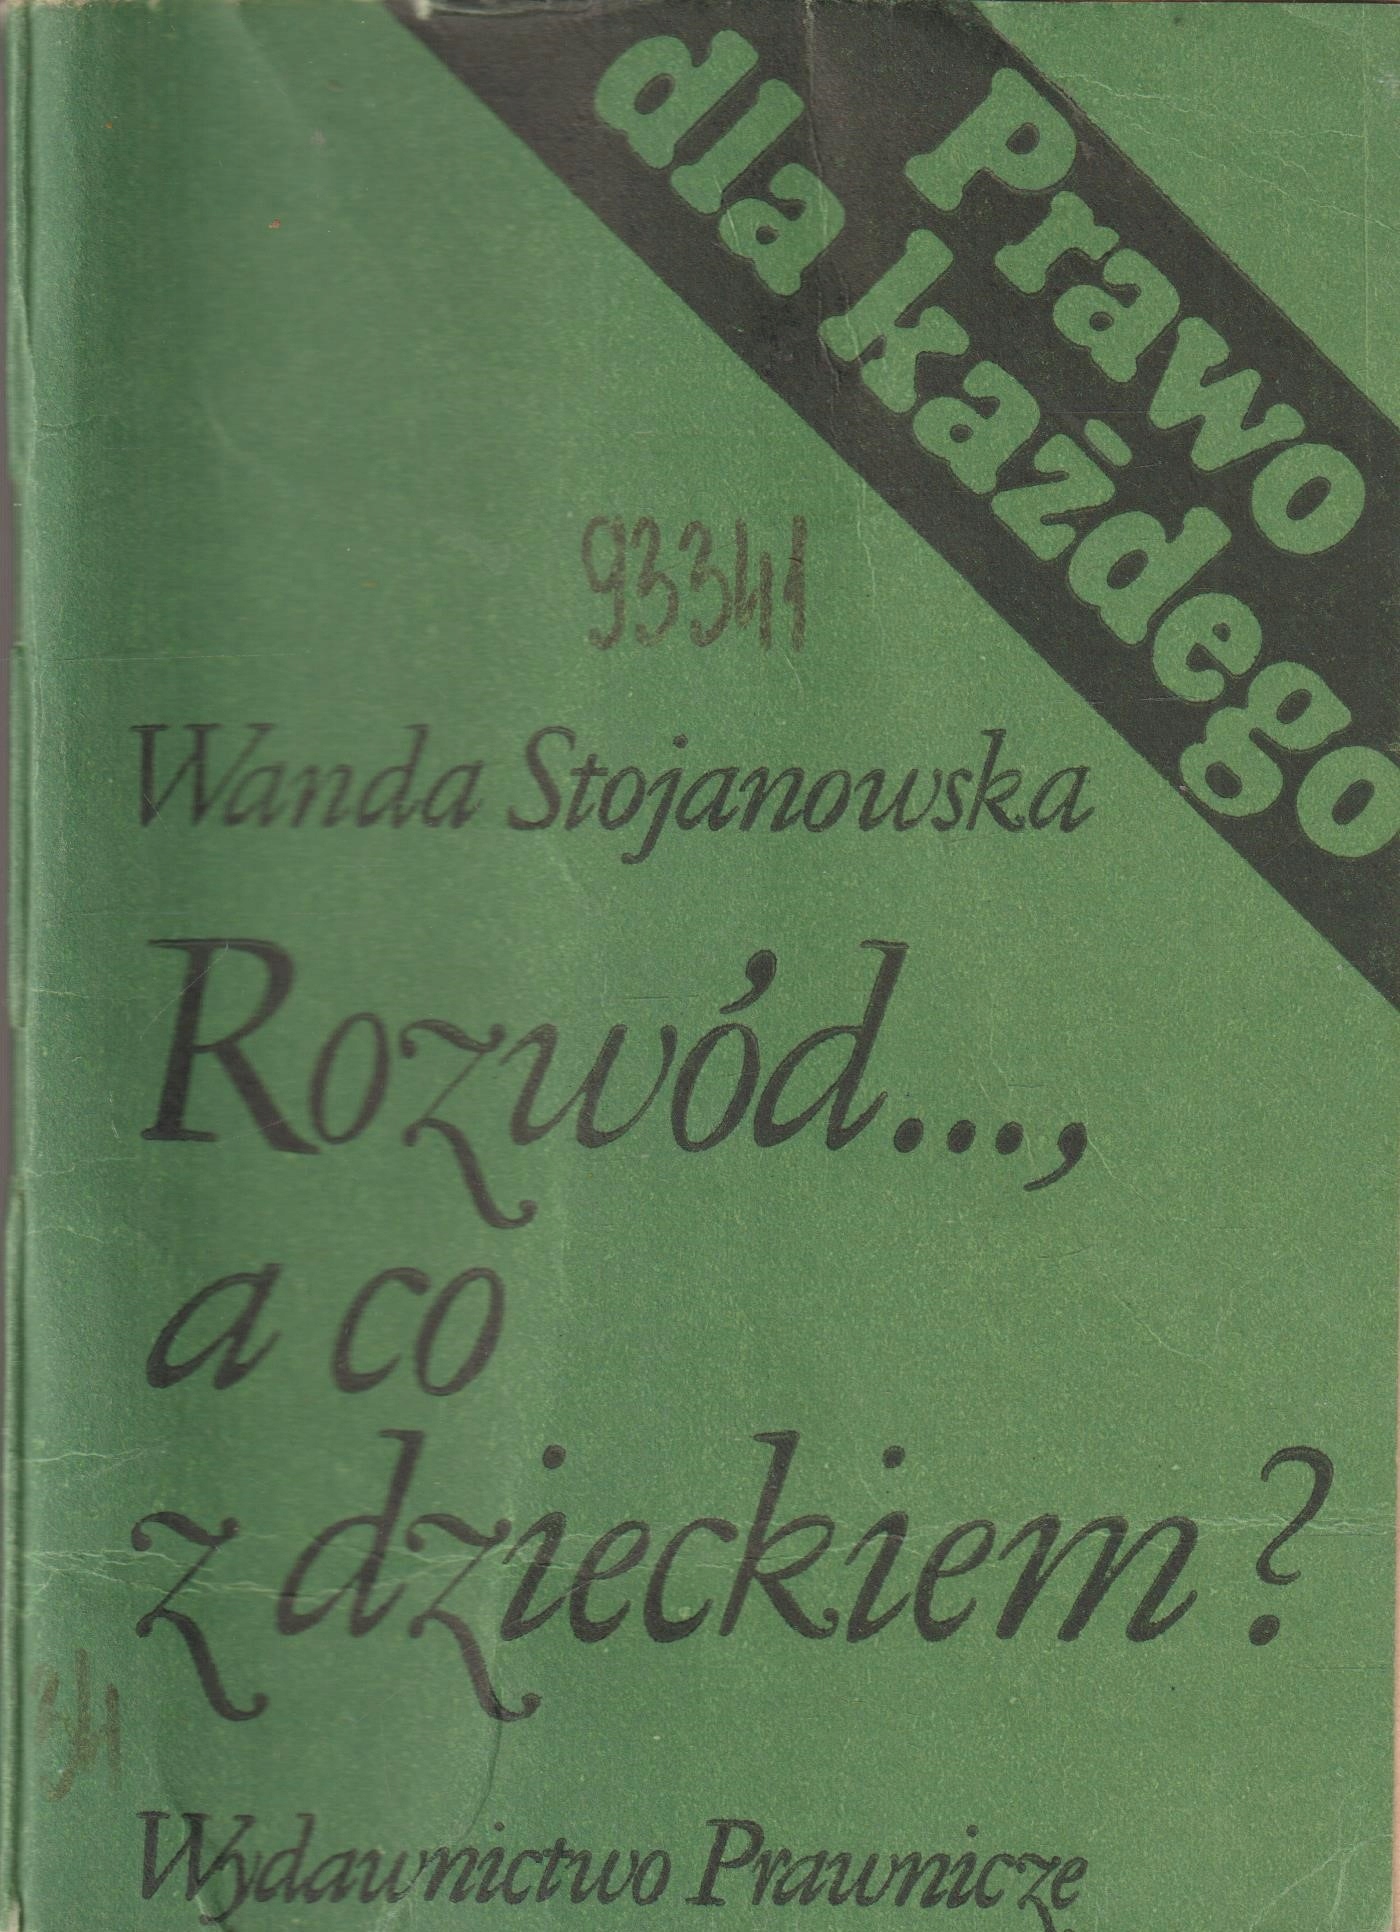 Prawo
dla każdego
93341
Wanda Stojanowska
Rozwód...,
a co
z dzieckiem?
Wydawnictwo Prawnicze